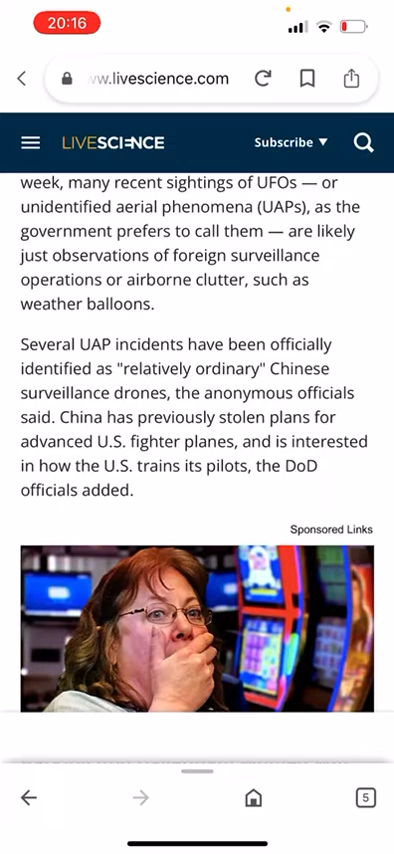 20:16
w.livescience.com
LIVESCIENCE
Subscribe
week, many recent sightings of UFOs — or
unidentified aerial phenomena (UAPs), as the
government prefers to call them — are likely
just observations of foreign surveillance
operations or airborne clutter, such as
weather balloons.
Several UAP incidents have been officially
identified as "relatively ordinary" Chinese
surveillance drones, the anonymous officials
said. China has previously stolen plans for
advanced U.S. fighter planes, and is interested
in how the U.S. trains its pilots, the DoD
officials added.
Sponsored Links
5